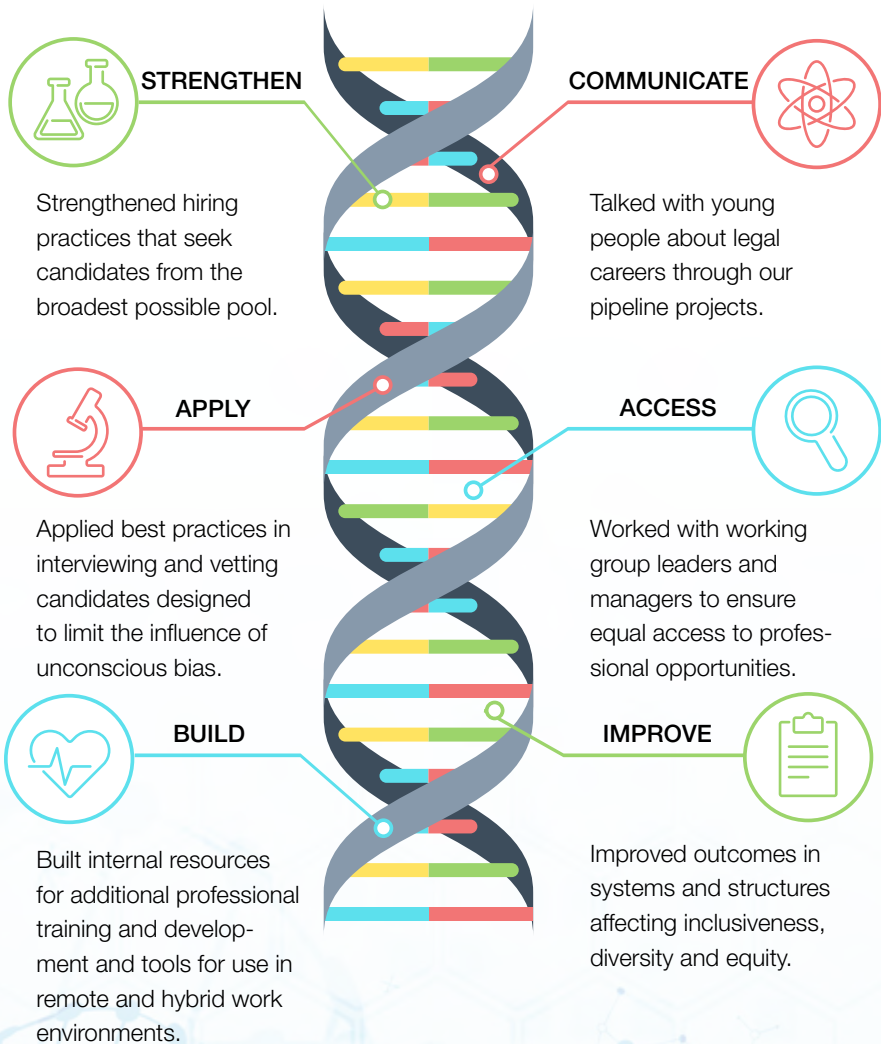 STRENGTHEN
Strengthened hiring
practices that seek
candidates from the
broadest possible pool.
COMMUNICATE
Talked with young
people about legal
careers through our
pipeline projects.
APPLY
Applied best practices in
interviewing and vetting
candidates designed
to limit the influence of
unconscious bias.
ACCESS
Worked with working
group leaders and
managers to ensure
equal access to profes-
sional opportunities.
BUILD
Built internal resources
for additional professional
training and develop-
ment and tools for use in
remote and hybrid work
environments.
IMPROVE
Improved outcomes in
systems and structures
affecting inclusiveness,
diversity and equity.